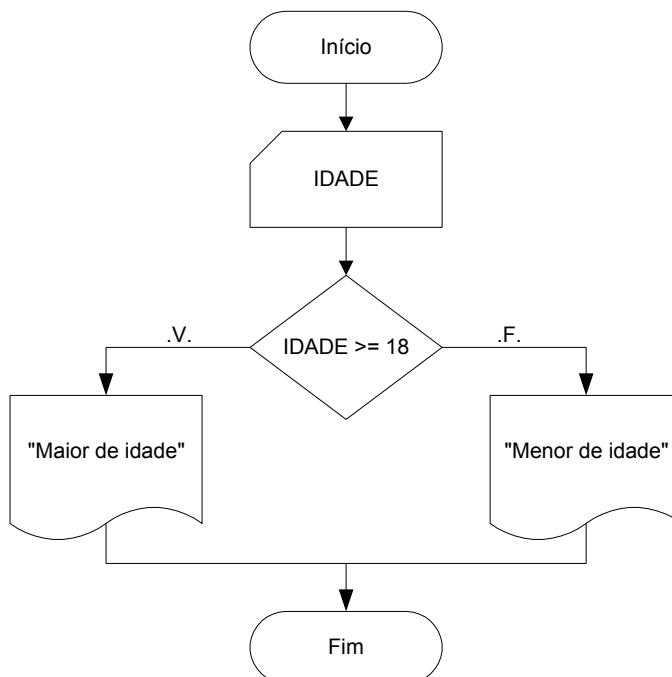 Início
IDADE
IDADE >= 18
.V.
.F.
"Maior de idade"
"Menor de idade"
Fim